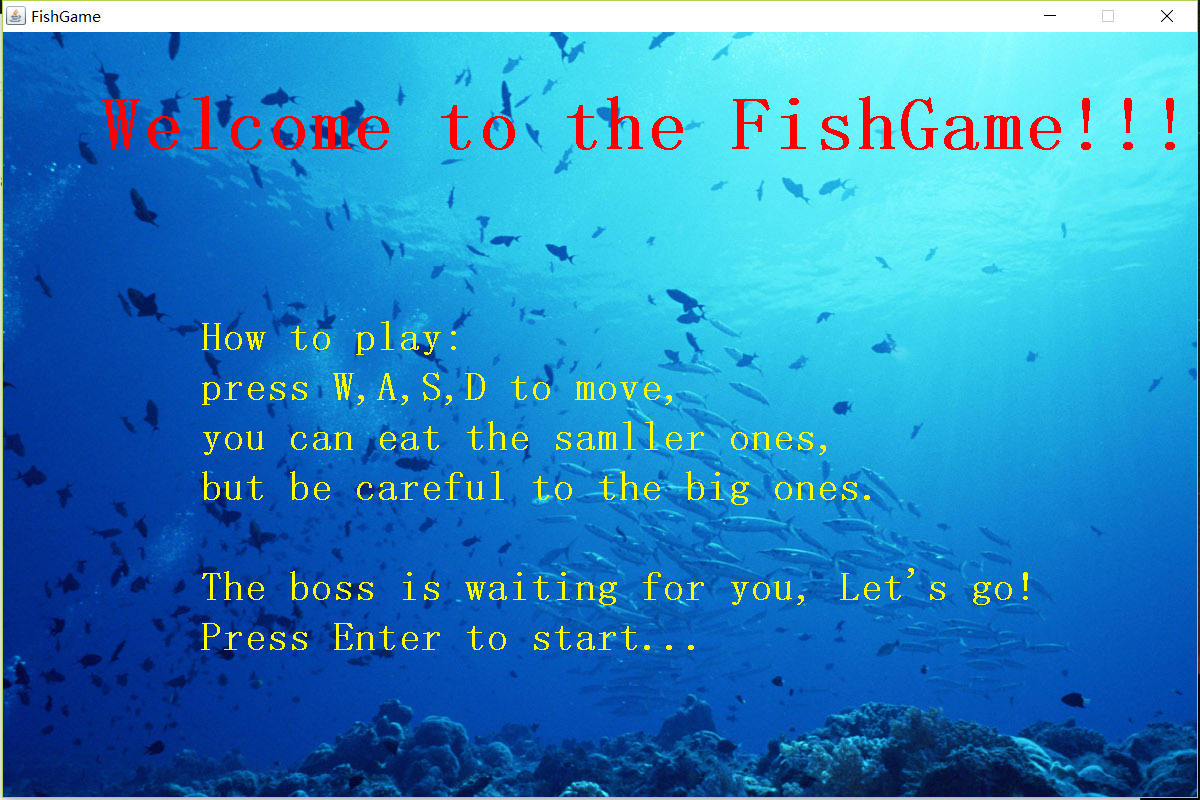 FishGame
Welcome to the FishGame!!!
How to play:
press W,A,S,D to move,
you can eat the samller ones,
but be careful to the big ones.
The boss is waiting for you, Let's go!
Press Enter to start...